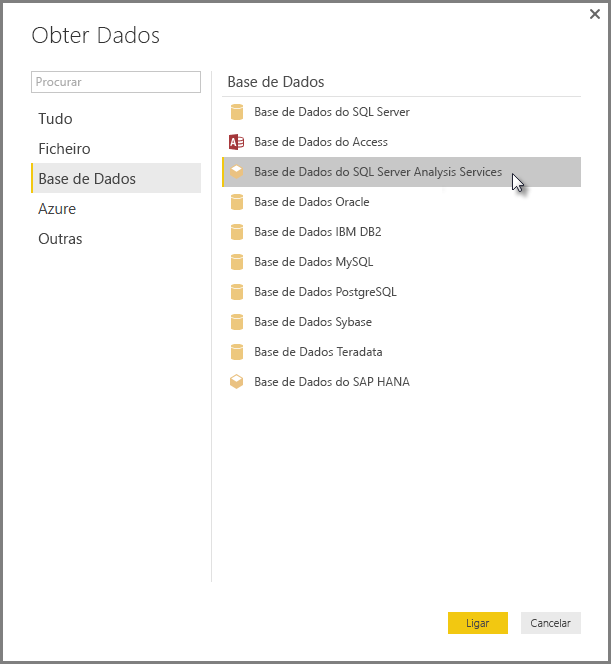 Obter Dados
Procurar
Tudo
Ficheiro
Base de Dados
Azure
Outras
Base de Dados
Base de Dados do SQL Server
Base de Dados do Access
Base de Dados do SQL Server Analysis Services
Base de Dados Oracle
Base de Dados IBM DB2
Base de Dados MySQL
Base de Dados PostgreSQL
Base de Dados Sybase
Base de Dados Teradata
Base de Dados do SAP HANA
Ligar
Cancelar